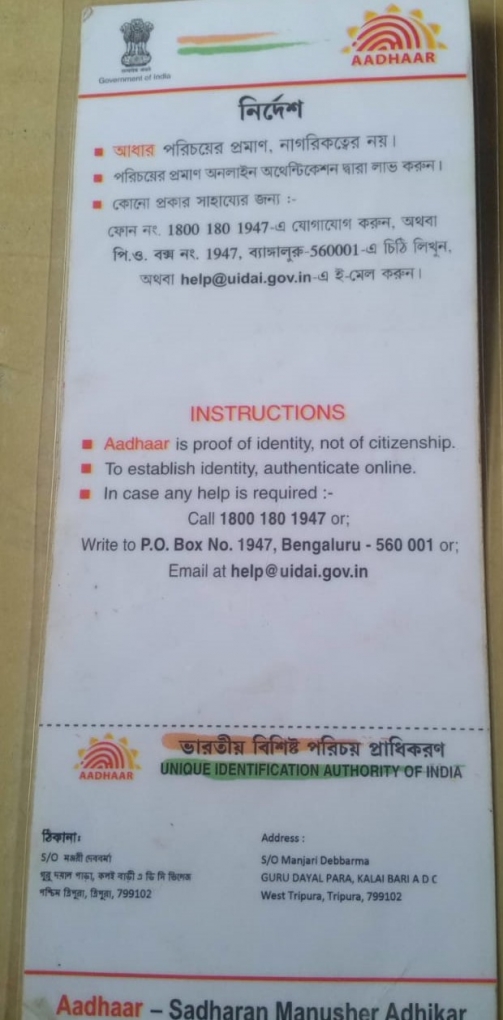 Government of India
AADHAAR
নির্দেশ
আধার পরিচয়ের প্রমাণ, নাগরিকত্বের নয়।
পরিচয়ের প্রমাণ অনলাইন অথেন্টিকেশন দ্বারা লাভ করুন।
কোনো প্রকার সাহায্যের জন্য :-
ফোন নং. 1800 180 1947-এ যোগাযোগ করুন, অথবা
পি.ও. বক্স নং. 1947, ব্যাঙ্গালুরু-560001-এ চিঠি লিখুন,
অথবা help@uidai.gov.in-এ ই-মেল করুন।
INSTRUCTIONS
Aadhaar is proof of identity, not of citizenship.
To establish identity, authenticate online.
In case any help is required :-
Call 1800 180 1947 or;
Write to P.O. Box No. 1947, Bengaluru - 560 001 or;
Email at help@uidai.gov.in
ভারতীয় বিশিষ্ট পরিচয় প্রাধিকরণ
AADHAAR
UNIQUE IDENTIFICATION AUTHORITY OF INDIA
ঠিকানা:
S/O মঞ্জরী দেববর্মা
গুরু দয়াল পাড়া, কলই বাড়ী এ ডি সি ভিলেজ
পশ্চিম ত্রিপুরা, ত্রিপুরা, 799102
Address :
S/O Manjari Debbarma
GURU DAYAL PARA, KALAI BARI A D C
West Tripura, Tripura, 799102
Aadhaar – Sadharan Manusher Adhikar